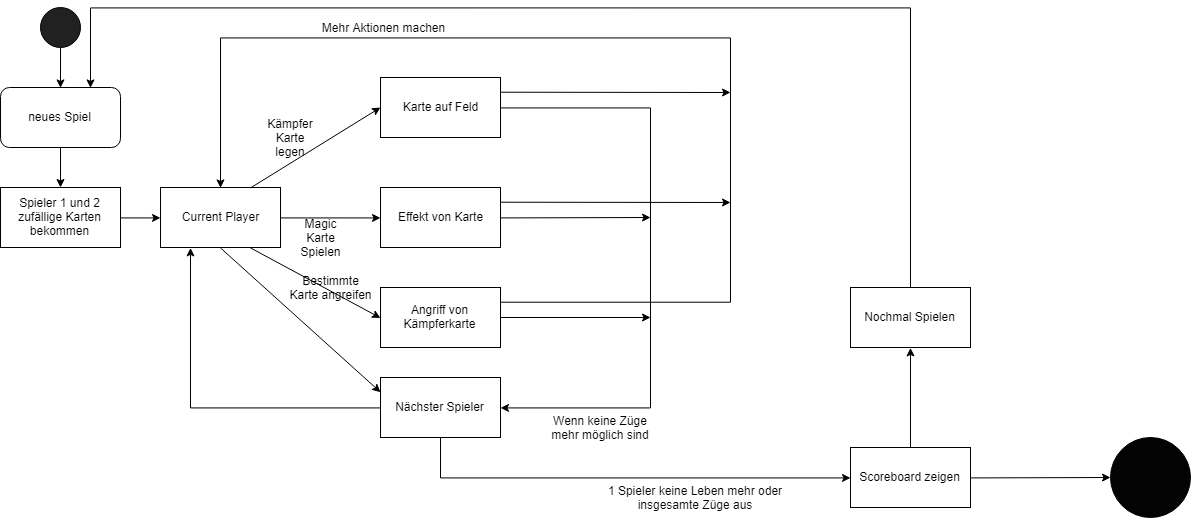 Mehr Aktionen machen
neues Spiel
Karte auf Feld
Kämpfer
Karte
legen
Spieler 1 und 2
zufällige Karten
bekommen
Current Player
Magic
Karte
Spielen
Effekt von Karte
Bestimmte
Karte angreifen
Angriff von
Kämpferkarte
Nochmal Spielen
Nächster Spieler
Wenn keine Züge
mehr möglich sind
Scoreboard zeigen
1 Spieler keine Leben mehr oder
insgesamte Züge aus